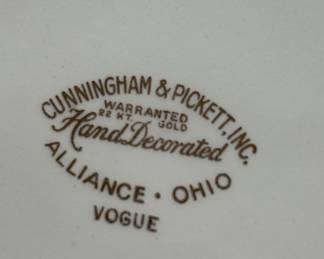 CUNNINGHAM & PICKETT, INC.
WARRANTED
22 KT. GOLD
Hand Decorated
ALLIANCE • OHIO
VOGUE